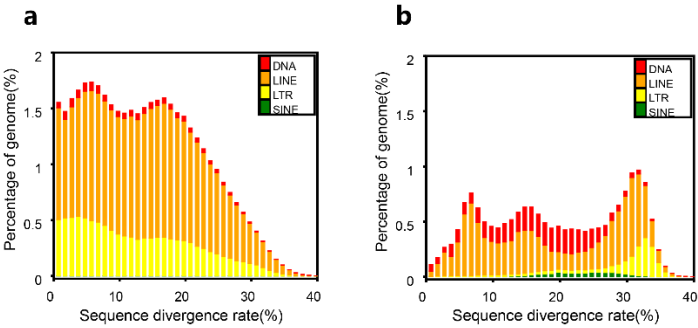 a
2
1.5
1
0.5
0
Percentage of genome(%)
DNA
LINE
LTR
SINE
0 10 20 30 40
Sequence divergence rate(%)
b
2
1.5
1
0.5
0
Percentage of genome(%)
DNA
LINE
LTR
SINE
0 10 20 30 40
Sequence divergence rate(%)